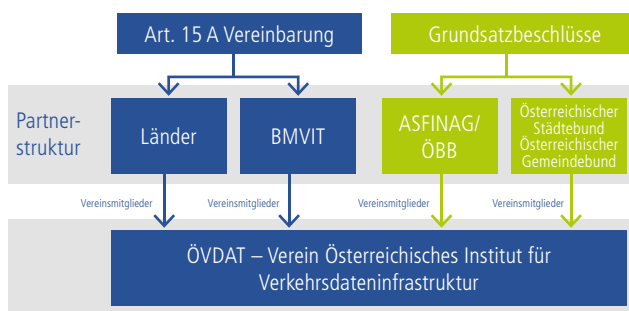 Art. 15 A Vereinbarung
Grundsatzbeschlüsse
Partner-
struktur
Länder
BMVIT
ASFINAG/
ÖBB
Österreichischer
Städtebund
Österreichischer
Gemeindebund
Vereinsmitglieder
Vereinsmitglieder
Vereinsmitglieder
Vereinsmitglieder
ÖVDAT – Verein Österreichisches Institut für
Verkehrsdateninfrastruktur